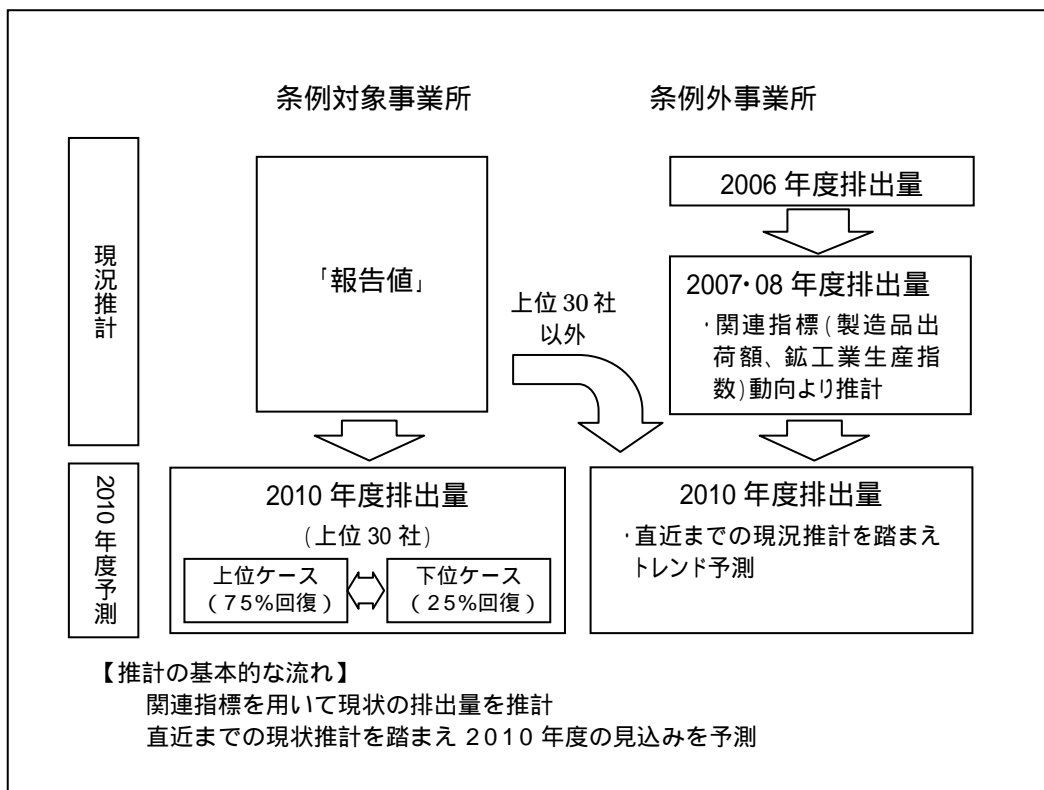 条例対象事業所
条例外事業所
現況推計
「報告値」
上位 30 社
以外
2006 年度排出量
2007・08 年度排出量
・関連指標(製造品出
荷額、鉱工業生産指
数)動向より推計
2010 年度予測
2010 年度排出量
(上位 30 社)
上位ケース
(75%回復)
下位ケース
(25%回復)
2010 年度排出量
・直近までの現況推計を踏まえ
トレンド予測
【推計の基本的な流れ】
関連指標を用いて現状の排出量を推計
直近までの現状推計を踏まえ 2010 年度の見込みを予測